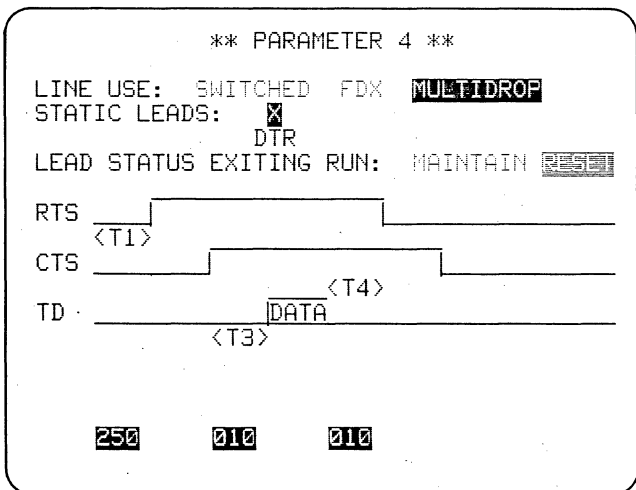 ** PARAMETER 4 **
LINE USE: SWITCHED FDX MULTIDROP
STATIC LEADS: X
DTR
LEAD STATUS EXITING RUN: MAINTAIN RESET
RTS
<T1>
CTS
<T4>
TD DATA
<T3>
250 010 010